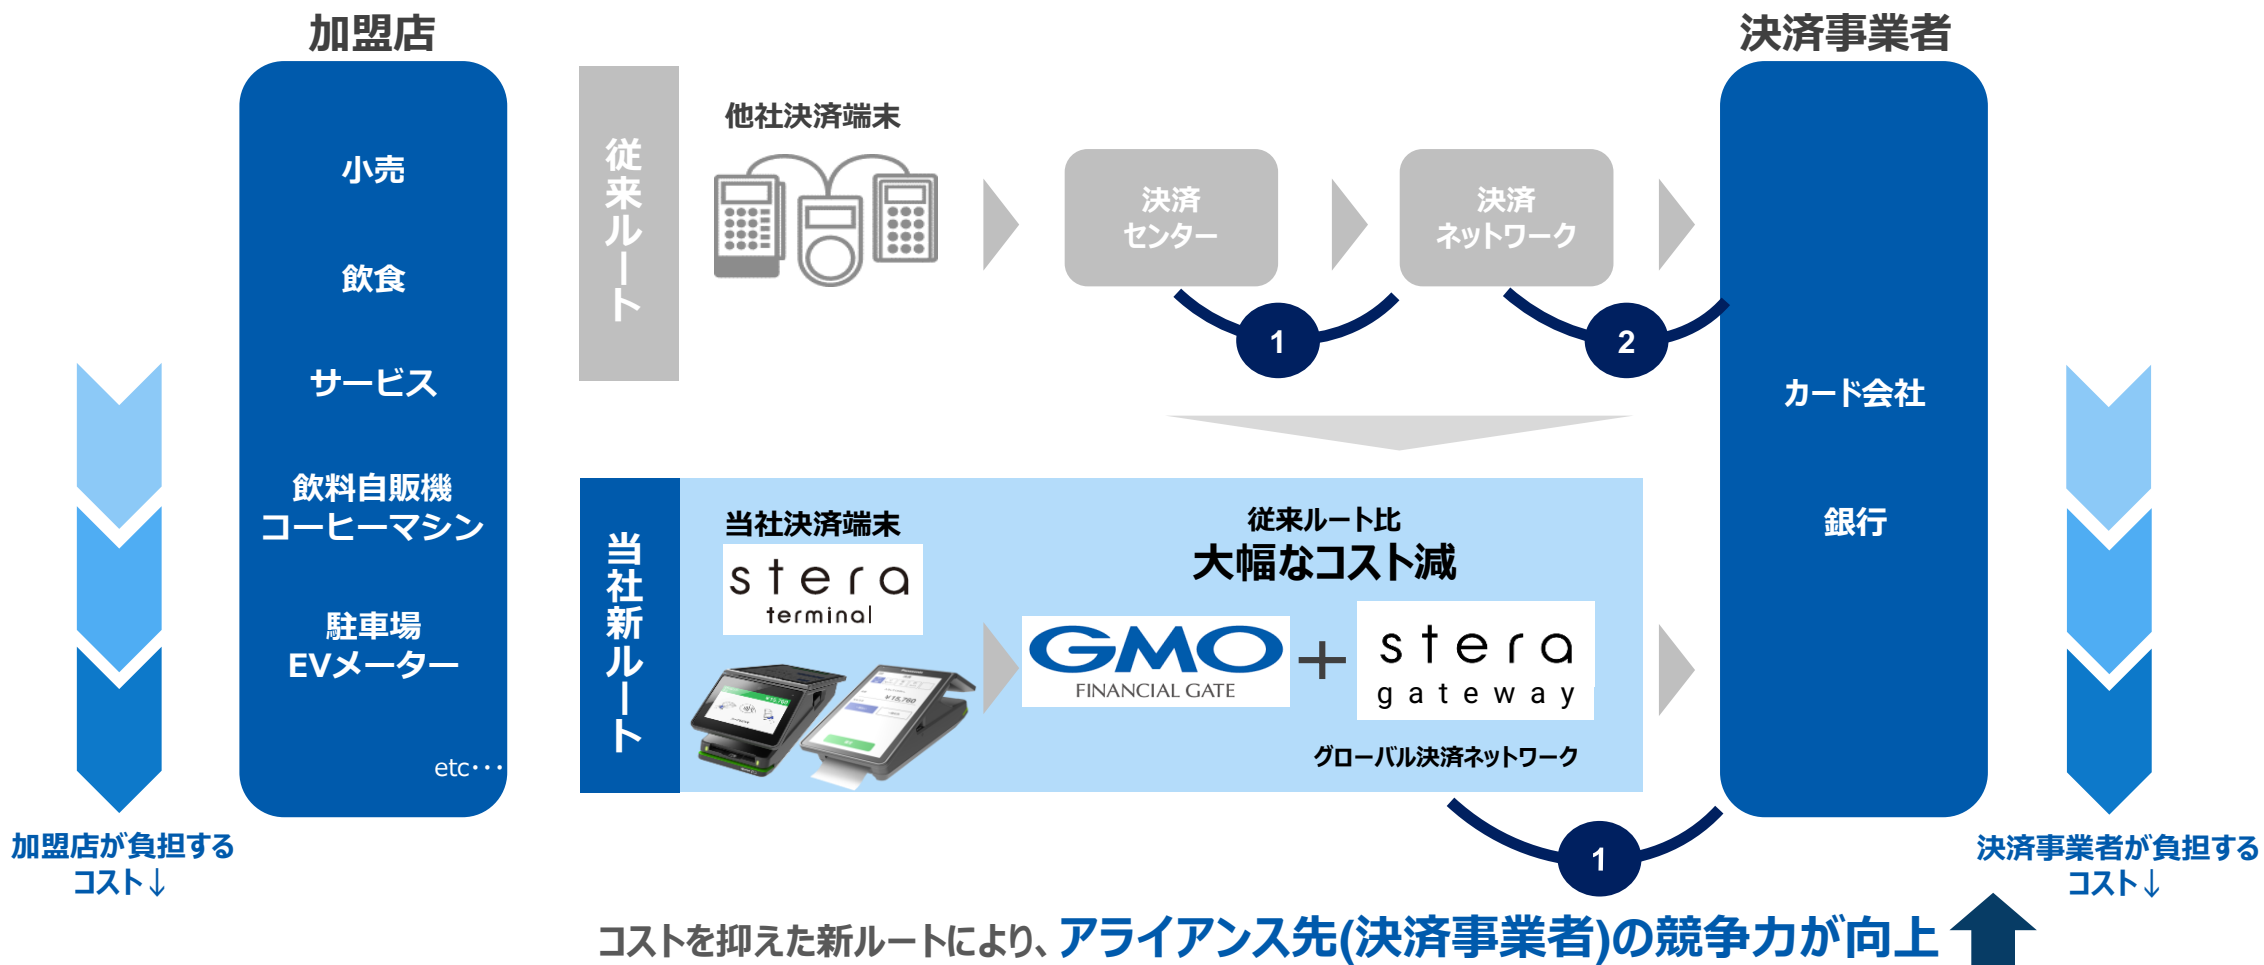 加盟店
決済事業者
小売
飲食
サービス
飲料自販機
コーヒーマシン
駐車場
EVメーター
etc･･･
従来ルート
他社決済端末
決済
センター
決済
ネットワーク
1
2
カード会社
銀行
当社新ルート
当社決済端末
stera
terminal
従来ルート比
大幅なコスト減
GMO
FINANCIAL GATE
+
stera
gateway
グローバル決済ネットワーク
1
加盟店が負担する
コスト↓
決済事業者が負担する
コスト↓
コストを抑えた新ルートにより、アライアンス先(決済事業者)の競争力が向上